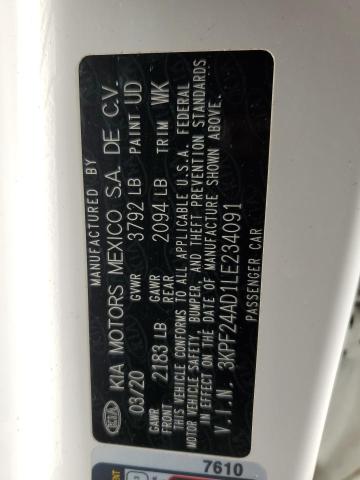 MANUFACTURED BY
KIA KIA MOTORS MEXICO S.A. DE C.V.
03/20 GVWR 3792 LB PAINT UD
GAWR FRONT 2183 LB GAWR REAR 2094 LB TRIM WK
THIS VEHICLE CONFORMS TO ALL APPLICABLE U.S.A. FEDERAL
MOTOR VEHICLE SAFETY, BUMPER, AND THEFT PREVENTION STANDARDS
IN EFFECT ON THE DATE OF MANUFACTURE SHOWN ABOVE.
V.I.N. 3KPF24AD1LE234091
PASSENGER CAR
7610